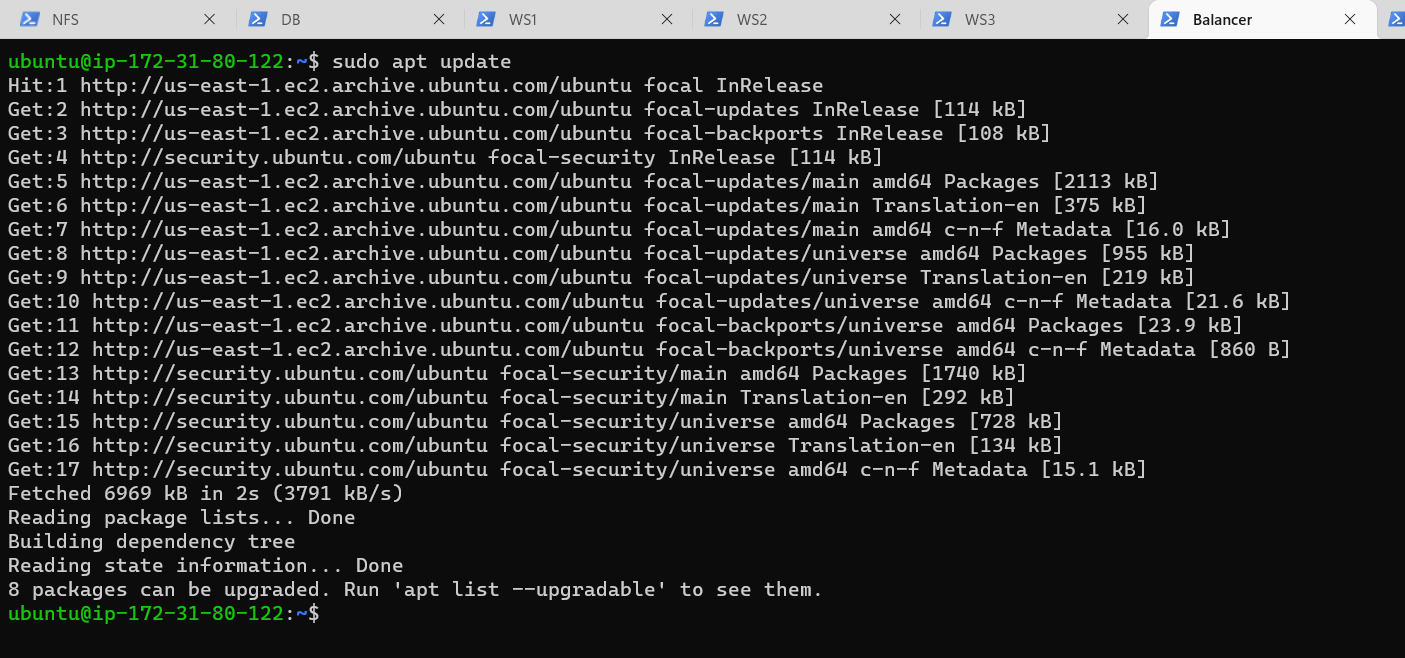 NFS DB WS1 WS2 WS3 Balancer
ubuntu@ip-172-31-80-122:~$ sudo apt update
Hit:1 http://us-east-1.ec2.archive.ubuntu.com/ubuntu focal InRelease
Get:2 http://us-east-1.ec2.archive.ubuntu.com/ubuntu focal-updates InRelease [114 kB]
Get:3 http://us-east-1.ec2.archive.ubuntu.com/ubuntu focal-backports InRelease [108 kB]
Get:4 http://security.ubuntu.com/ubuntu focal-security InRelease [114 kB]
Get:5 http://us-east-1.ec2.archive.ubuntu.com/ubuntu focal-updates/main amd64 Packages [2113 kB]
Get:6 http://us-east-1.ec2.archive.ubuntu.com/ubuntu focal-updates/main Translation-en [375 kB]
Get:7 http://us-east-1.ec2.archive.ubuntu.com/ubuntu focal-updates/main amd64 c-n-f Metadata [16.0 kB]
Get:8 http://us-east-1.ec2.archive.ubuntu.com/ubuntu focal-updates/universe amd64 Packages [955 kB]
Get:9 http://us-east-1.ec2.archive.ubuntu.com/ubuntu focal-updates/universe Translation-en [219 kB]
Get:10 http://us-east-1.ec2.archive.ubuntu.com/ubuntu focal-updates/universe amd64 c-n-f Metadata [21.6 kB]
Get:11 http://us-east-1.ec2.archive.ubuntu.com/ubuntu focal-backports/universe amd64 Packages [23.9 kB]
Get:12 http://us-east-1.ec2.archive.ubuntu.com/ubuntu focal-backports/universe amd64 c-n-f Metadata [860 B]
Get:13 http://security.ubuntu.com/ubuntu focal-security/main amd64 Packages [1740 kB]
Get:14 http://security.ubuntu.com/ubuntu focal-security/main Translation-en [292 kB]
Get:15 http://security.ubuntu.com/ubuntu focal-security/universe amd64 Packages [728 kB]
Get:16 http://security.ubuntu.com/ubuntu focal-security/universe Translation-en [134 kB]
Get:17 http://security.ubuntu.com/ubuntu focal-security/universe amd64 c-n-f Metadata [15.1 kB]
Fetched 6969 kB in 2s (3791 kB/s)
Reading package lists... Done
Building dependency tree
Reading state information... Done
8 packages can be upgraded. Run 'apt list --upgradable' to see them.
ubuntu@ip-172-31-80-122:~$